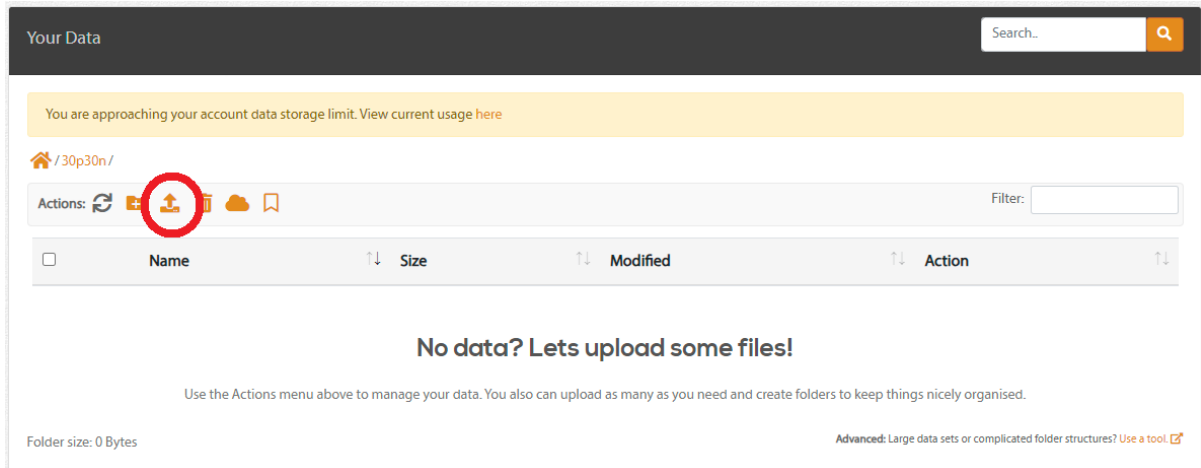 Your Data
Search..
You are approaching your account data storage limit. View current usage here
/ 30p30n /
Actions:
Filter:
Name Size Modified Action
No data? Lets upload some files!
Use the Actions menu above to manage your data. You also can upload as many as you need and create folders to keep things nicely organised.
Folder size: 0 Bytes
Advanced: Large data sets or complicated folder structures? Use a tool.